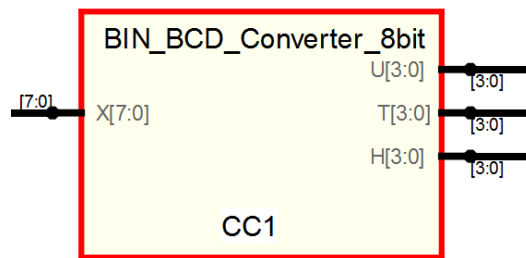 BIN_BCD_Converter_8bit
U[3:0]
[3:0]
[7:0]
X[7:0]
T[3:0]
[3:0]
H[3:0]
[3:0]
CC1